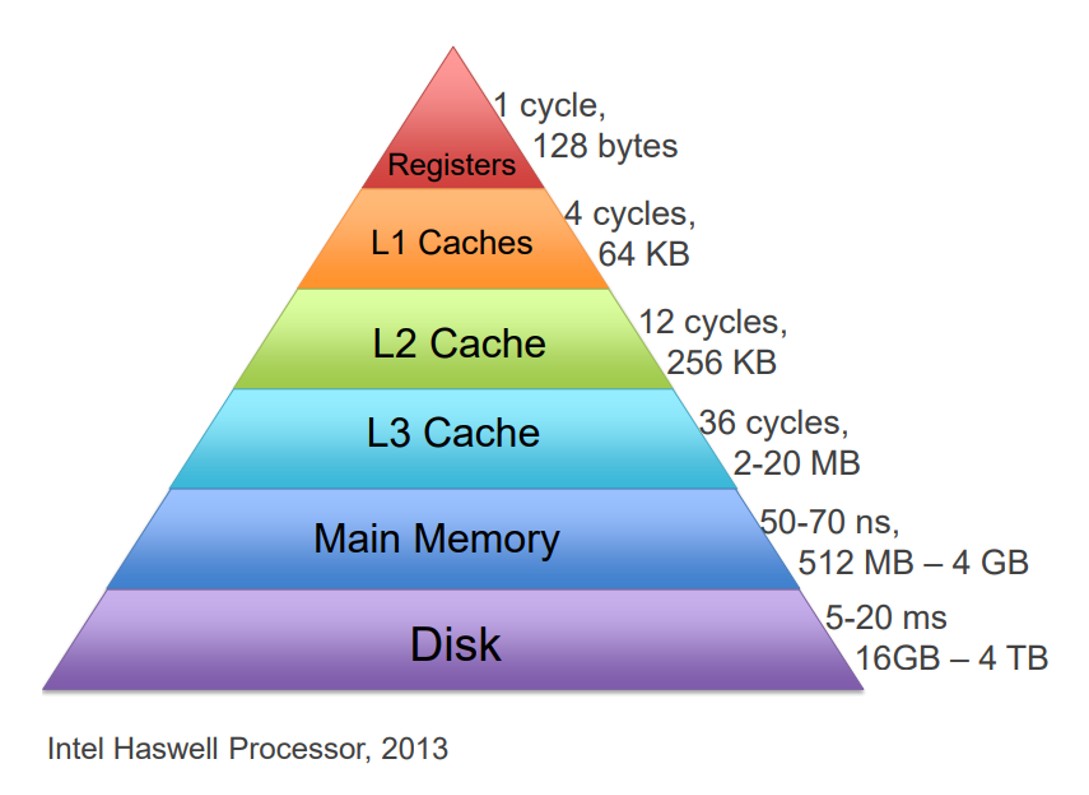 1 cycle,
128 bytes
Registers
4 cycles,
L1 Caches
64 KB
12 cycles,
L2 Cache
256 KB
36 cycles,
L3 Cache
2-20 MB
50-70 ns,
Main Memory
512 MB – 4 GB
5-20 ms
Disk
16GB – 4 TB
Intel Haswell Processor, 2013